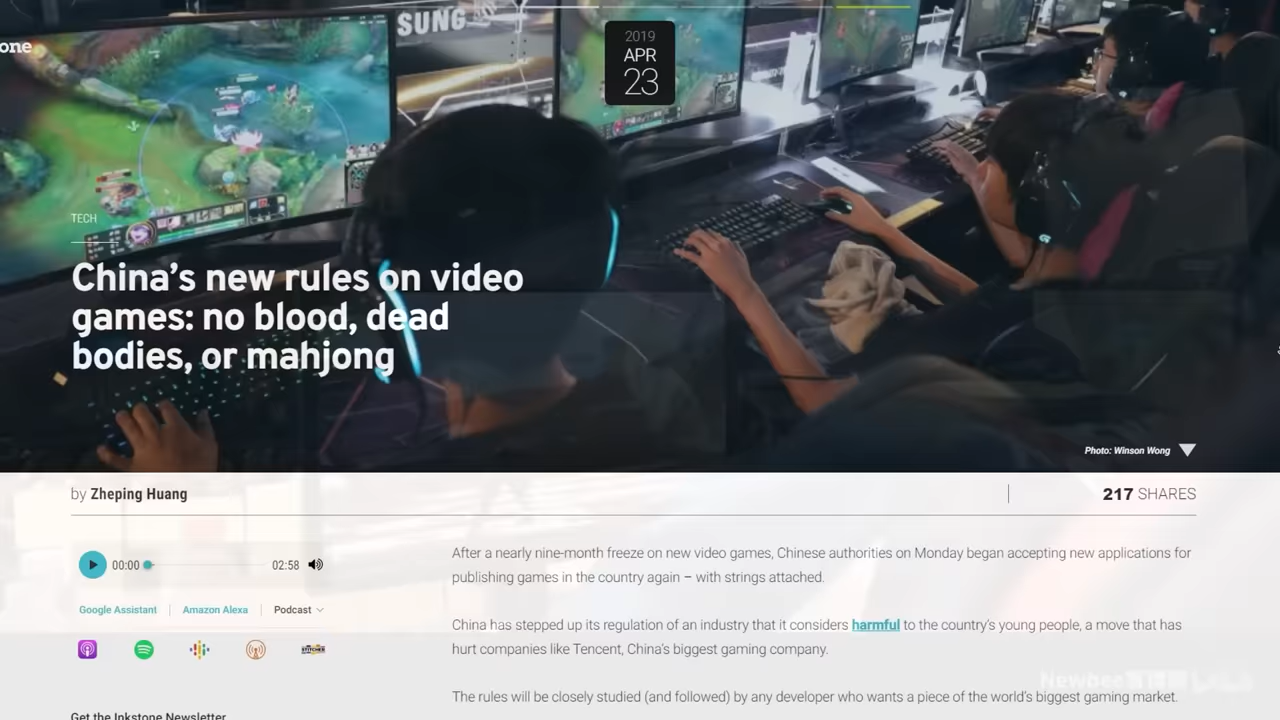 one
SUNG
2019
APR
23
TECH
China’s new rules on video
games: no blood, dead
bodies, or mahjong
Photo: Winson Wong
by Zheping Huang
217 SHARES
00:00
02:58
Google Assistant
Amazon Alexa
Podcast
STITCHER
After a nearly nine-month freeze on new video games, Chinese authorities on Monday began accepting new applications for
publishing games in the country again – with strings attached.
China has stepped up its regulation of an industry that it considers harmful to the country’s young people, a move that has
hurt companies like Tencent, China’s biggest gaming company.
The rules will be closely studied (and followed) by any developer who wants a piece of the world’s biggest gaming market.
Newbee
Get the Inkstone Newsletter